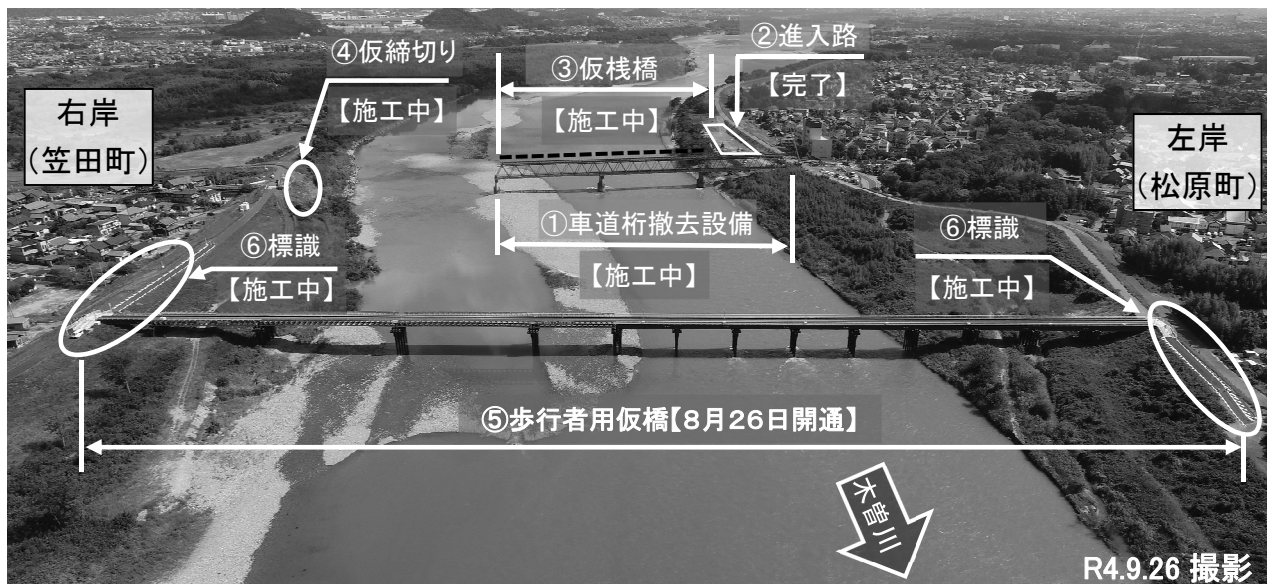 ④仮締切り
【施工中】
右岸
(笠田町)
③仮桟橋
【施工中】
②進入路
【完了】
左岸
(松原町)
①車道桁撤去設備
【施工中】
⑥標識
【施工中】
⑥標識
【施工中】
⑤歩行者用仮橋【8月26日開通】
木曽川
R4.9.26 撮影